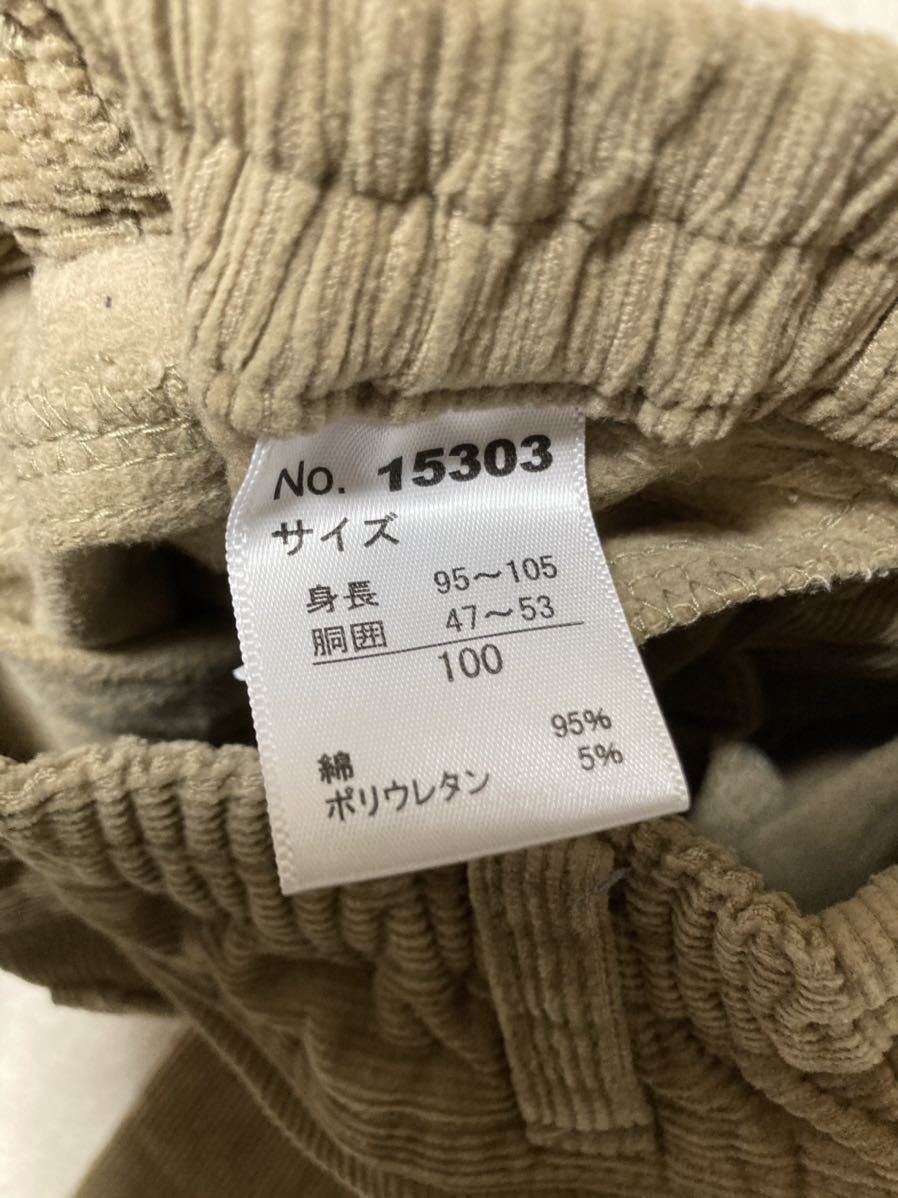 No. 15303
サイズ
身長 95～105
胴囲 47～53
100
綿 95%
ポリウレタン 5%